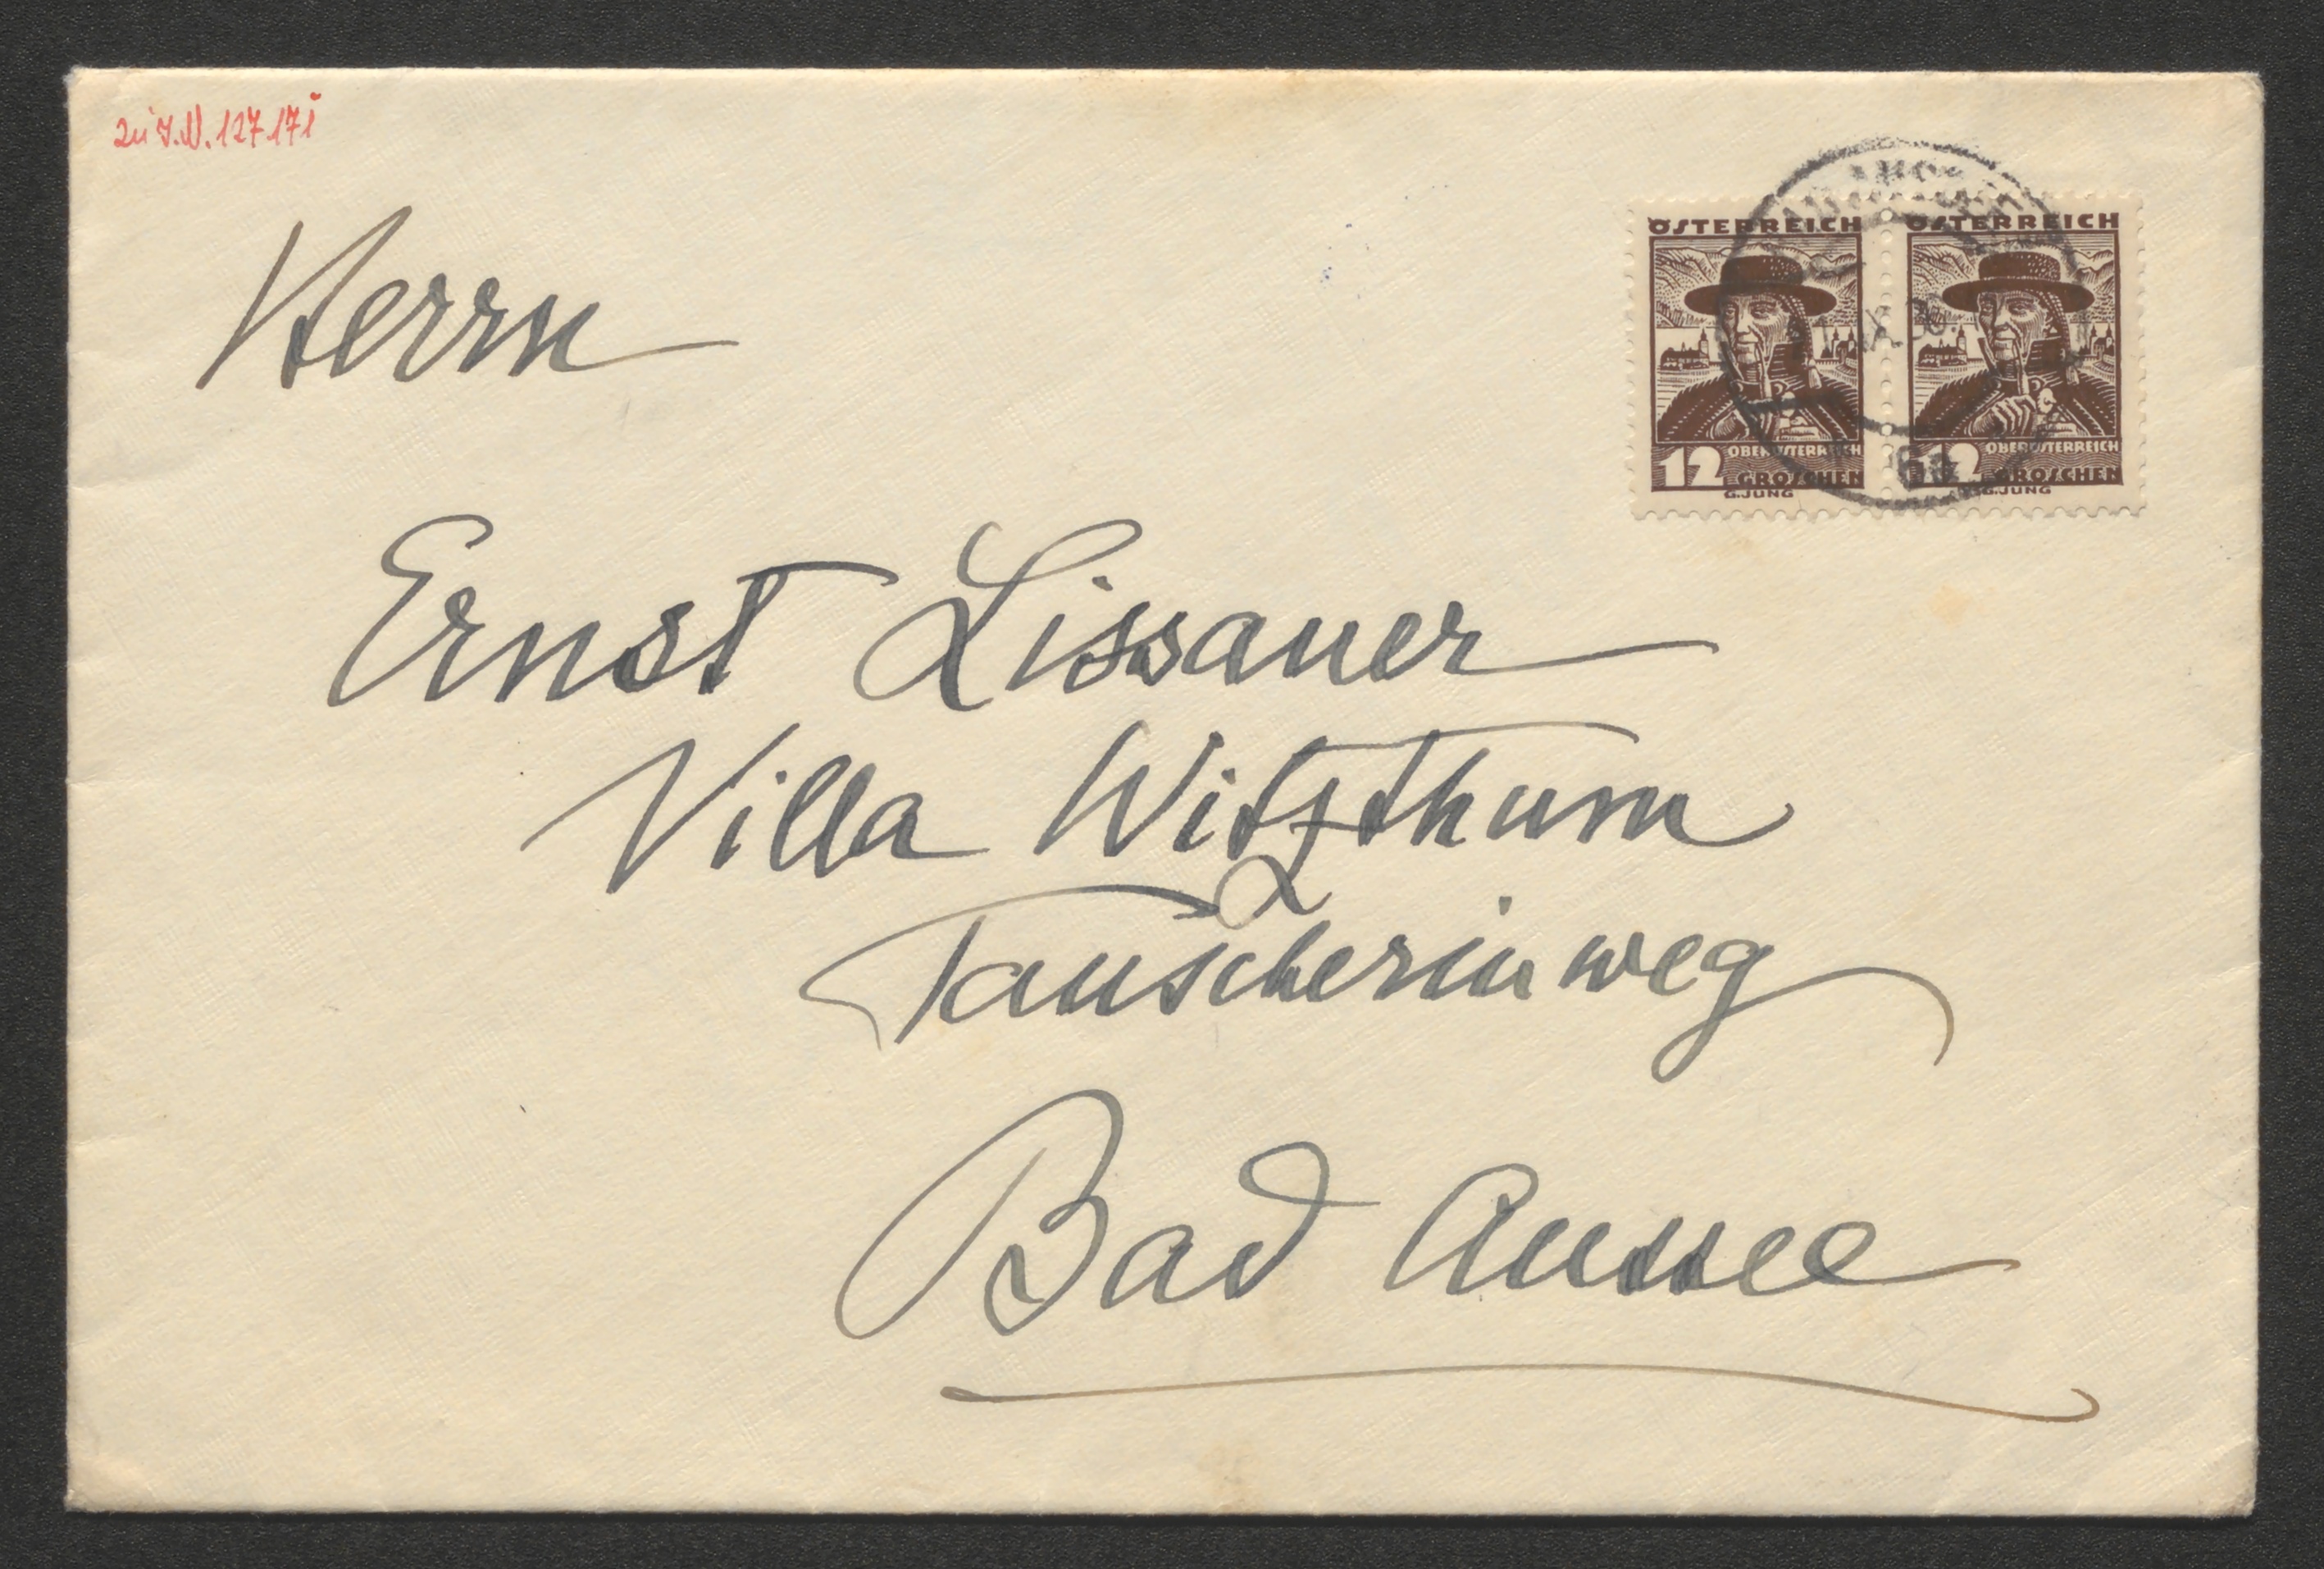 zu I.N. 127.171
Herrn
ÖSTERREICH ÖSTERREICH
12 OBERÖSTERREICH GROSCHEN
G.JUNG
12 OBERÖSTERREICH GROSCHEN
G.JUNG
Ernst Lissauer
Villa Witzthum
Tauscherinweg
Bad Aussee